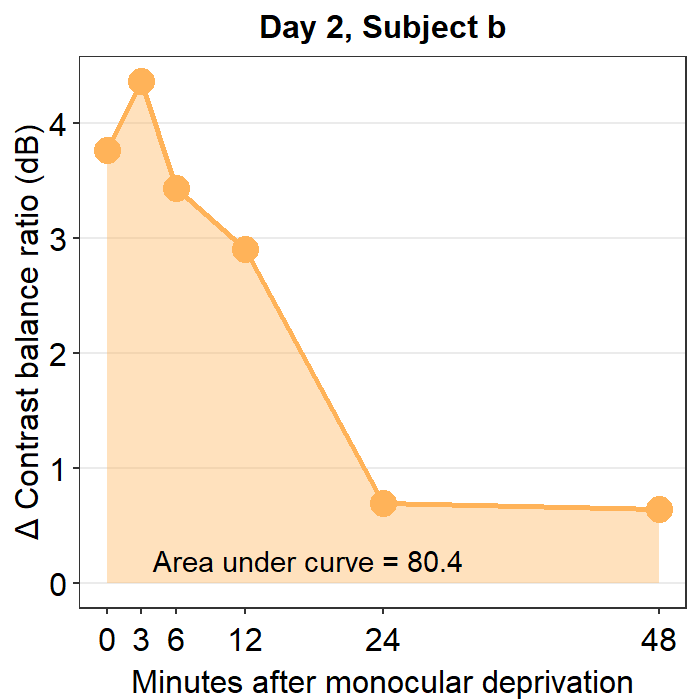 Day 2, Subject b
Δ Contrast balance ratio (dB)
4
3
2
1
0
Area under curve = 80.4
0 3 6 12 24 48
Minutes after monocular deprivation